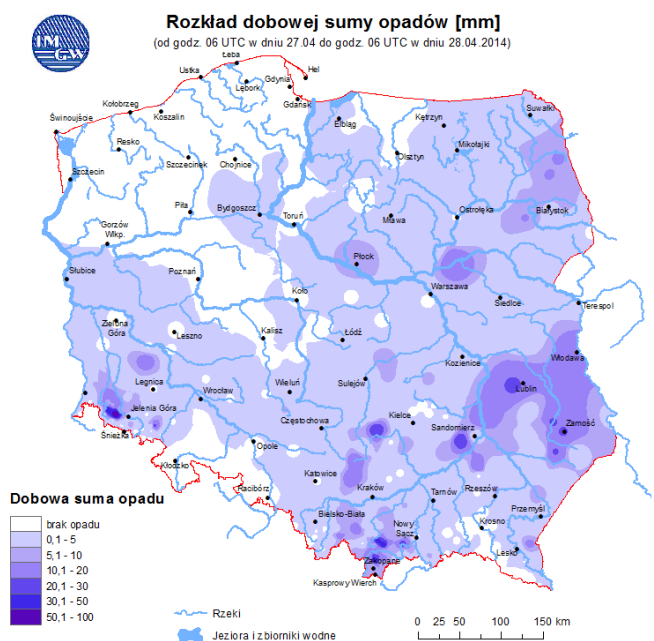 Rozkład dobowej sumy opadów [mm]
(od godz. 06 UTC w dniu 27.04 do godz. 06 UTC w dniu 28.04.2014)
IM
GW
Łeba
Ustka
Hel
Lębork
Gdynia
Gdańsk
Kołobrzeg
Koszalin
Świnoujście
Elbląg
Kętrzyn
Suwałki
Resko
Szczecinek
Chojnice
Olsztyn
Mikołajki
Szczecin
Piła
Bydgoszcz
Toruń
Mława
Ostrołęka
Białystok
Gorzów
Wlkp.
Słubice
Poznań
Płock
Koło
Warszawa
Siedlce
Terespol
Zielona
Góra
Leszno
Kalisz
Łódź
Kozienice
Włodawa
Legnica
Wrocław
Wieluń
Sulejów
Lublin
Jelenia Góra
Śnieżka
Częstochowa
Kielce
Sandomierz
Zamość
Kłodzko
Opole
Katowice
Racibórz
Kraków
Tarnów
Rzeszów
Przemyśl
Bielsko-Biała
Nowy
Sącz
Krosno
Lesko
Zakopane
Kasprowy Wierch
Dobowa suma opadu
brak opadu
0,1 - 5
5,1 - 10
10,1 - 20
20,1 - 30
30,1 - 50
50,1 - 100
Rzeki
Jeziora i zbiorniki wodne
0 25 50 100 150 km